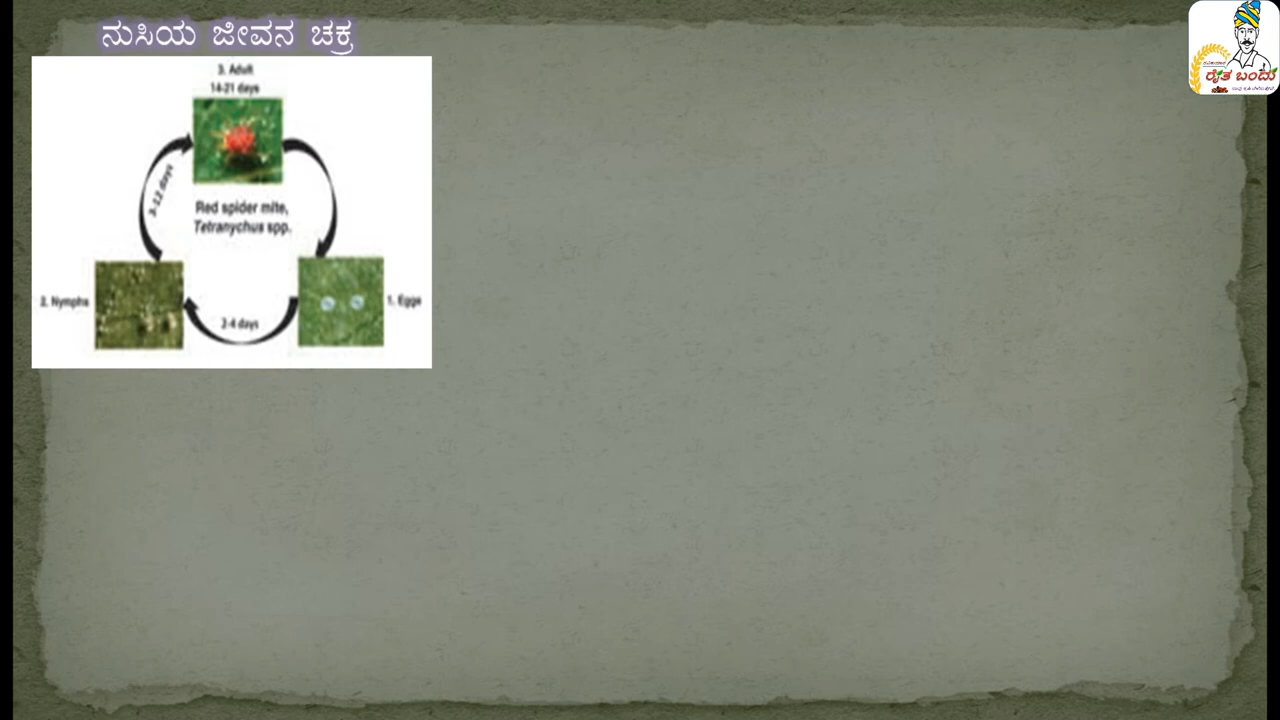 ನುಸಿಯ ಜೀವನ ಚಕ್ರ
3. Adult
14-21 days
Red spider mite,
Tetranychus spp.
2. Nymphs
1. Eggs
2-4 days
ರೈತ ಬಂದು